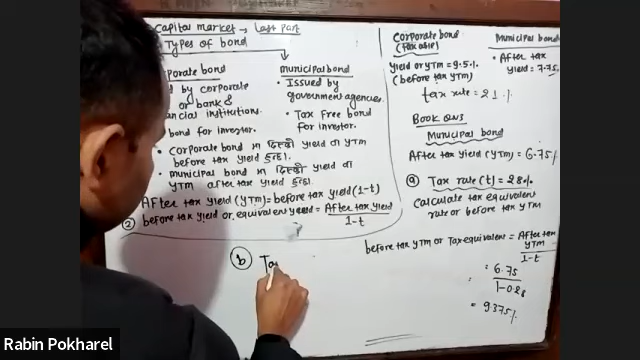 Capital market → Last part
Types of bond
porate bond
d by corporate
or bank &
ancial institutions.
bond for investor.
municipal bond
• Issued by
government agencies.
• Tax free bond
for investor.
• corporate bond मा दिएको yield वा YTM
before tax yield हुन्छ।
• municipal bond मा दिएको yield वा
YTM after tax yield हुन्छ।
After tax yield (YTM) = before tax yield (1-t)
② before tax yield or, equivalent yield = After tax yield
1-t
ⓑ Ta
Corporate bond
(taxable)
Yield or YTM = 9.5%
(before tax YTM)
tax rate = 21%
Municipal bond
• After tax
yield = 7.75
BOOK QNS
Municipal bond
After tax yield (YTM) = 6.75%
ⓐ Tax rate (t) = 28%
Calculate tax equivalent
rate or before tax YTM
before tax YTM or Tax equivalent = After tax
YTM
1-t
= 6.75
1-0.28
= 9.375%
Rabin Pokharel